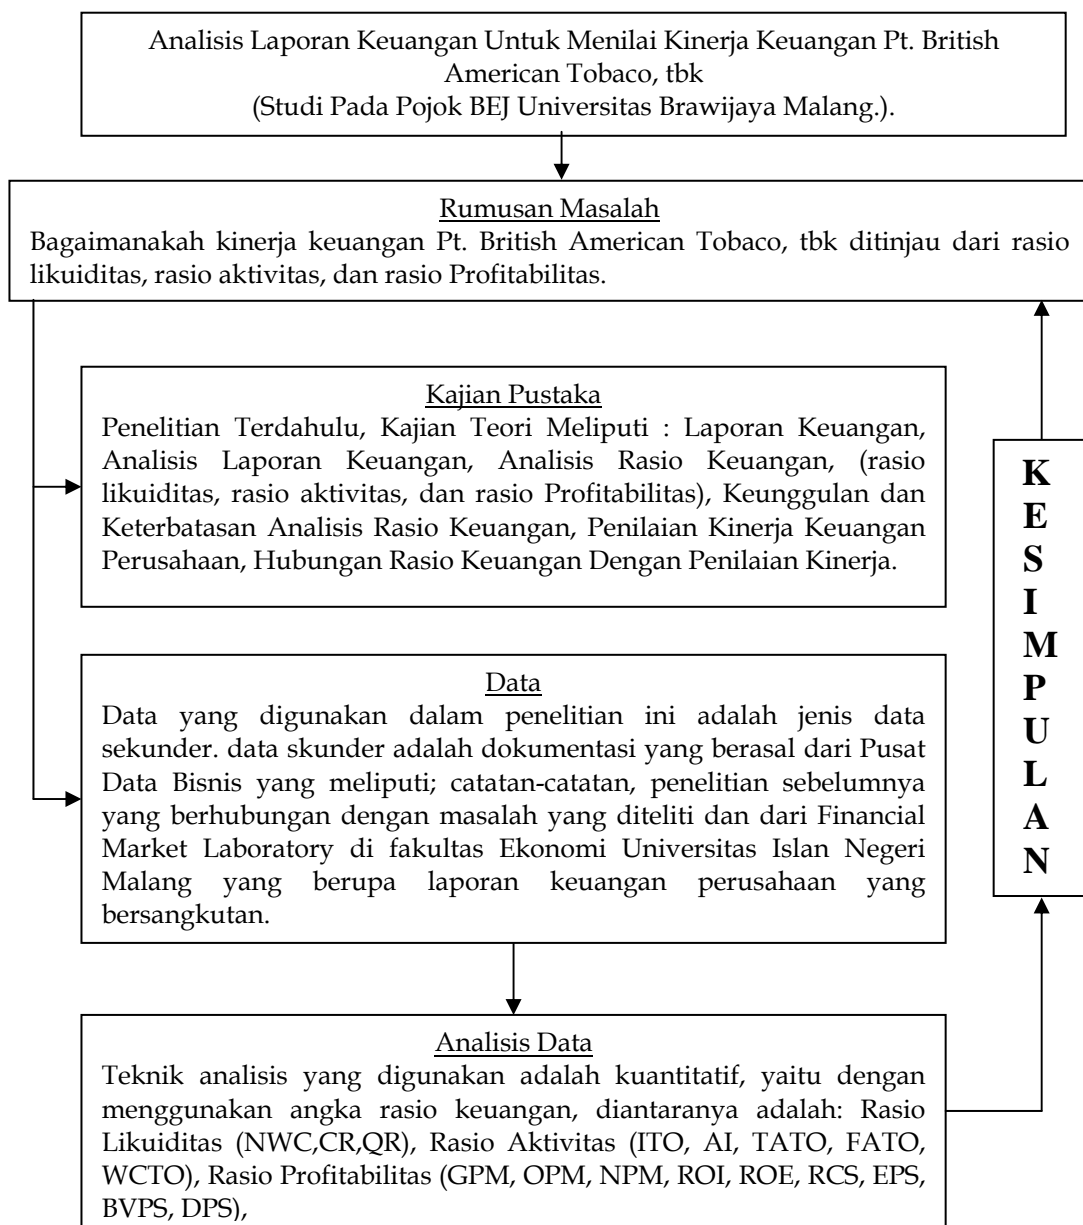 Analisis Laporan Keuangan Untuk Menilai Kinerja Keuangan Pt. British
American Tobaco, tbk
(Studi Pada Pojok BEJ Universitas Brawijaya Malang.).
Rumusan Masalah
Bagaimanakah kinerja keuangan Pt. British American Tobaco, tbk ditinjau dari rasio
likuiditas, rasio aktivitas, dan rasio Profitabilitas.
Kajian Pustaka
Penelitian Terdahulu, Kajian Teori Meliputi : Laporan Keuangan,
Analisis Laporan Keuangan, Analisis Rasio Keuangan, (rasio
likuiditas, rasio aktivitas, dan rasio Profitabilitas), Keunggulan dan
Keterbatasan Analisis Rasio Keuangan, Penilaian Kinerja Keuangan
Perusahaan, Hubungan Rasio Keuangan Dengan Penilaian Kinerja.
Data
Data yang digunakan dalam penelitian ini adalah jenis data
sekunder. data skunder adalah dokumentasi yang berasal dari Pusat
Data Bisnis yang meliputi; catatan-catatan, penelitian sebelumnya
yang berhubungan dengan masalah yang diteliti dan dari Financial
Market Laboratory di fakultas Ekonomi Universitas Islan Negeri
Malang yang berupa laporan keuangan perusahaan yang
bersangkutan.
Analisis Data
Teknik analisis yang digunakan adalah kuantitatif, yaitu dengan
menggunakan angka rasio keuangan, diantaranya adalah: Rasio
Likuiditas (NWC,CR,QR), Rasio Aktivitas (ITO, AI, TATO, FATO,
WCTO), Rasio Profitabilitas (GPM, OPM, NPM, ROI, ROE, RCS, EPS,
BVPS, DPS),
K
E
S
I
M
P
U
L
A
N